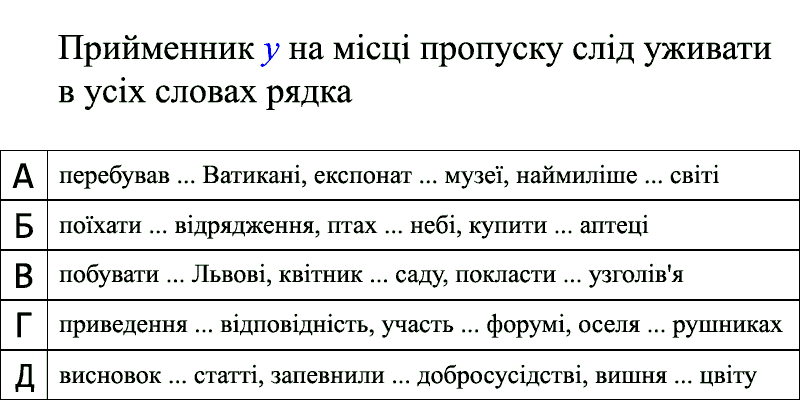 Прийменник у на місці пропуску слід уживати
в усіх словах рядка
А перебував ... Ватикані, експонат ... музеї, наймиліше ... світі
Б поїхати ... відрядження, птах ... небі, купити ... аптеці
В побувати ... Львові, квітник ... саду, покласти ... узголів'я
Г приведення ... відповідність, участь ... форумі, оселя ... рушниках
Д висновок ... статті, запевнили ... добросусідстві, вишня ... цвіту